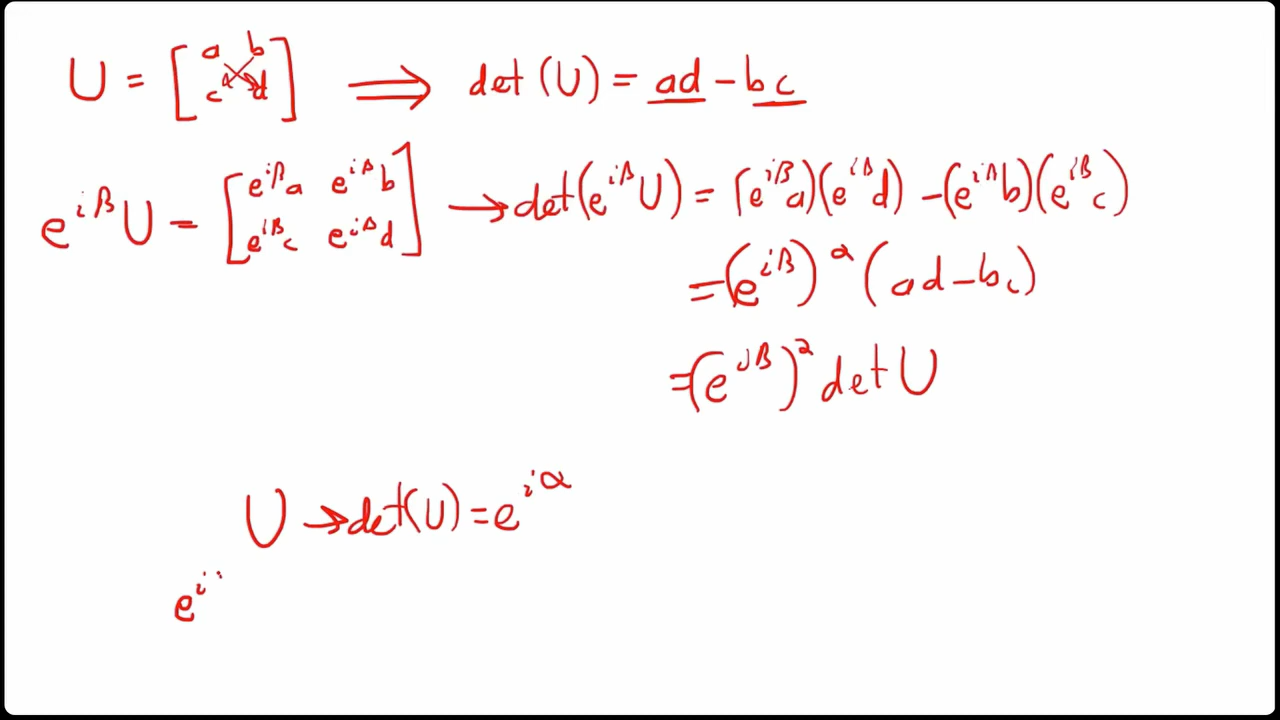 U = [a b c d] ⟹ det (U) = ad - bc
e^{iβ} U = [e^{iβ}a e^{iβ}b e^{iβ}c e^{iβ}d] → det(e^{iβ} U) = (e^{iβ}a)(e^{iβ}d) - (e^{iβ}b)(e^{iβ}c)
= (e^{iβ})^2 (ad - bc)
= (e^{iβ})^2 det U
U → det(U) = e^{iα}
e^i